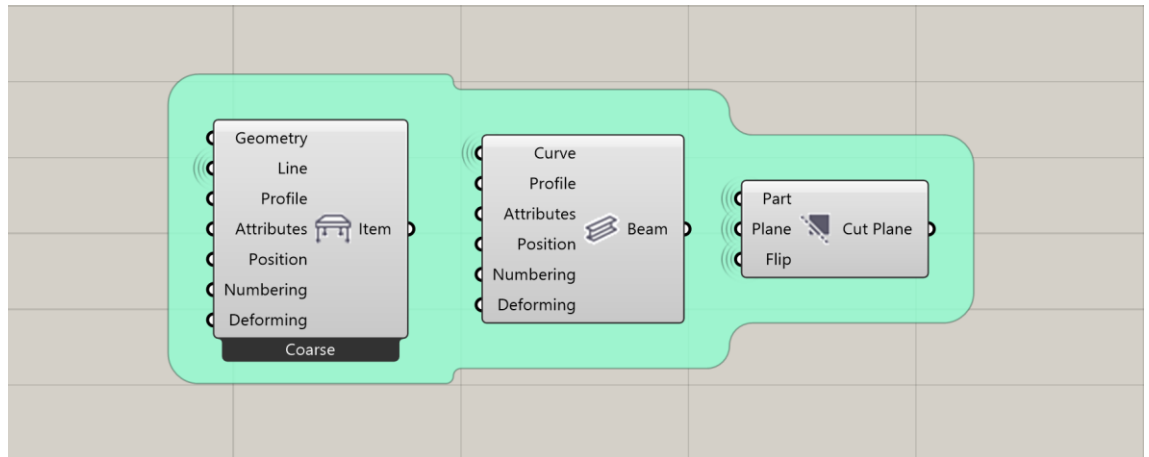 Geometry
Line
Profile
Attributes
Position
Numbering
Deforming
Item
Coarse
Curve
Profile
Attributes
Position
Numbering
Deforming
Beam
Part
Plane
Flip
Cut Plane